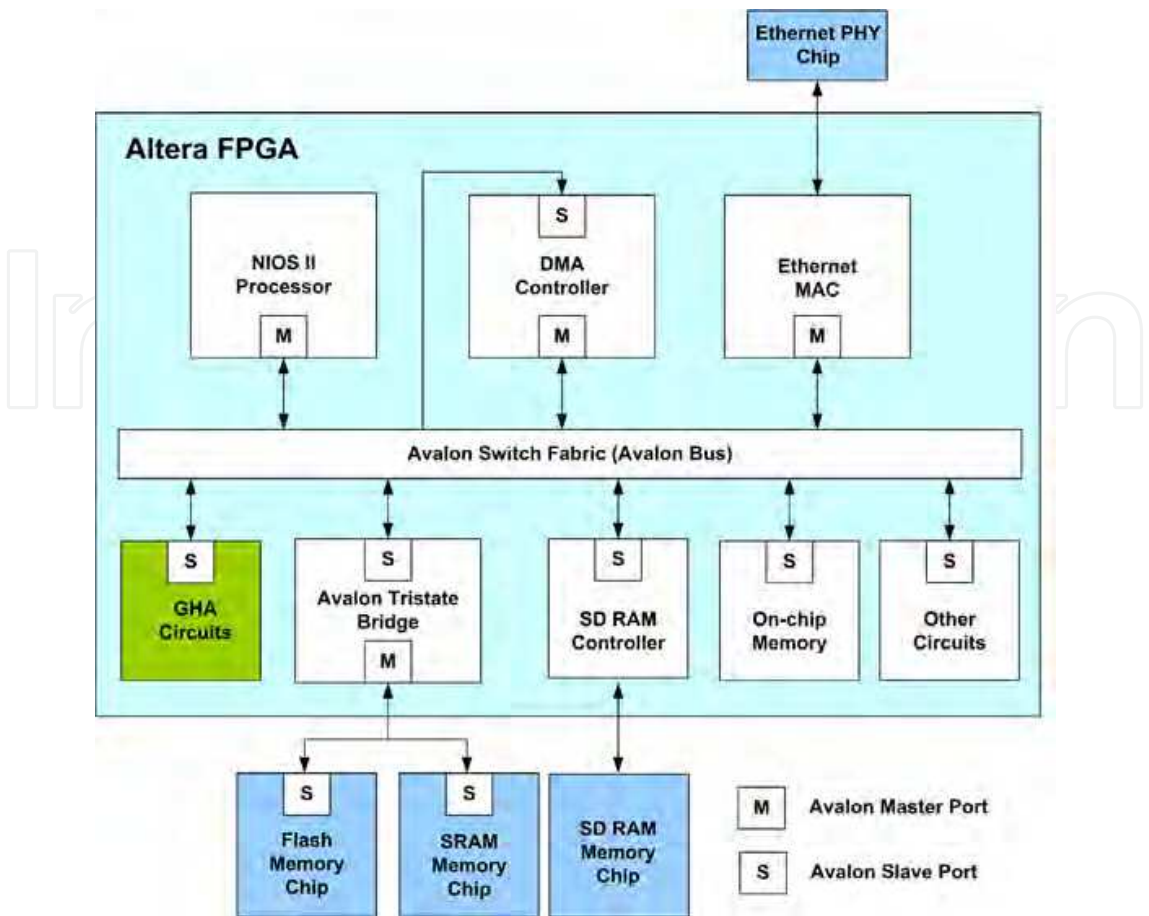 Ethernet PHY
Chip
Altera FPGA
S
NIOS II
Processor
DMA
Controller
Ethernet
MAC
M
M
M
Avalon Switch Fabric (Avalon Bus)
S
S
S
S
S
GHA
Circuits
Avalon Tristate
Bridge
SD RAM
Controller
On-chip
Memory
Other
Circuits
M
S
S
Flash
Memory
Chip
SRAM
Memory
Chip
SD RAM
Memory
Chip
M
Avalon Master Port
S
Avalon Slave Port